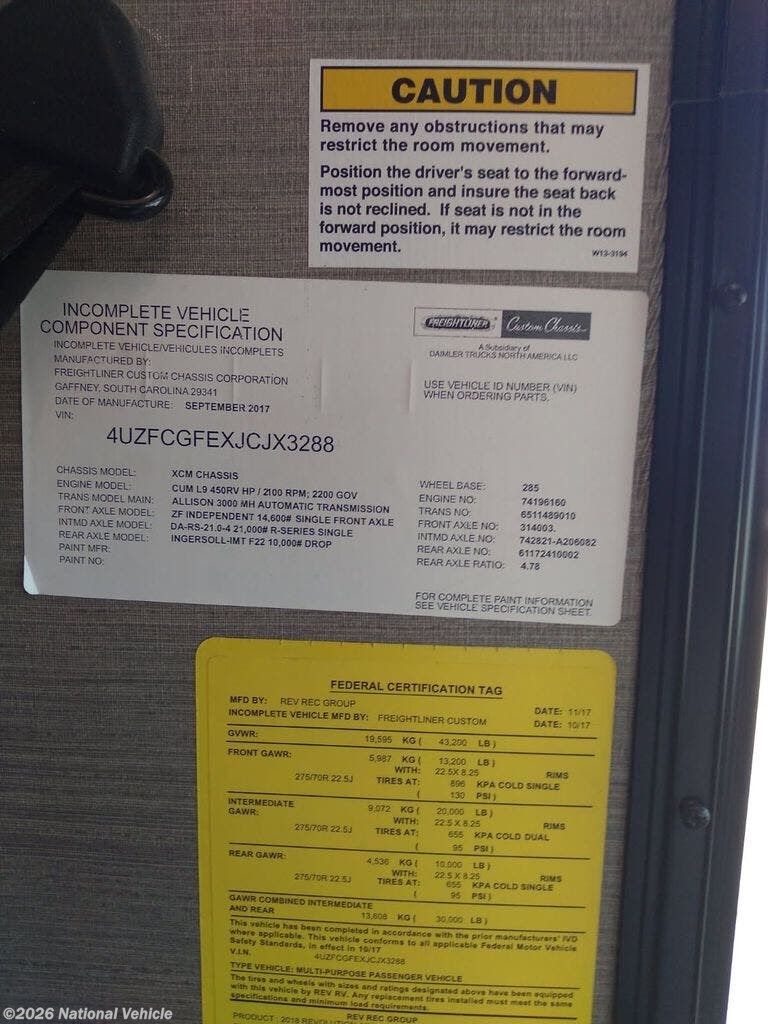 CAUTION
Remove any obstructions that may
restrict the room movement.
Position the driver's seat to the forward-
most position and insure the seat back
is not reclined. If seat is not in the
forward position, it may restrict the room
movement.
W13-3194
INCOMPLETE VEHICLE
COMPONENT SPECIFICATION
INCOMPLETE VEHICLE/VEHICULES INCOMPLETS
MANUFACTURED BY:
FREIGHTLINER CUSTOM CHASSIS CORPORATION
GAFFNEY, SOUTH CAROLINA 29341
DATE OF MANUFACTURE: SEPTEMBER 2017
VIN:
4UZFCGFEXJCJX3288
FREIGHTLINER Custom Chassis
A Subsidiary of
DAIMLER TRUCKS NORTH AMERICA LLC
USE VEHICLE ID NUMBER (VIN)
WHEN ORDERING PARTS.
CHASSIS MODEL: XCM CHASSIS
ENGINE MODEL: CUM L9 450RV HP / 2100 RPM; 2200 GOV
TRANS MODEL MAIN: ALLISON 3000 MH AUTOMATIC TRANSMISSION
FRONT AXLE MODEL: ZF INDEPENDENT 14,600# SINGLE FRONT AXLE
INTMD AXLE MODEL: DA-RS-21.0-4 21,000# R-SERIES SINGLE
REAR AXLE MODEL: INGERSOLL-IMT F22 10,000# DROP
PAINT MFR:
PAINT NO:
WHEEL BASE: 285
ENGINE NO: 74196160
TRANS NO: 6511489010
FRONT AXLE NO: 314003.
INTMD AXLE.NO: 742821-A206082
REAR AXLE NO: 61172410002
REAR AXLE RATIO: 4.78
FOR COMPLETE PAINT INFORMATION
SEE VEHICLE SPECIFICATION SHEET.
FEDERAL CERTIFICATION TAG
MFD BY: REV REC GROUP DATE: 11/17
INCOMPLETE VEHICLE MFD BY: FREIGHTLINER CUSTOM DATE: 10/17
GVWR: 19,595 KG ( 43,200 LB )
FRONT GAWR: 5,987 KG ( 13,200 LB )
WITH: 22.5X 8.25 RIMS
275/70R 22.5J TIRES AT: 896 KPA COLD SINGLE
( 130 PSI )
INTERMEDIATE
GAWR: 9,072 KG ( 20,000 LB )
WITH: 22.5 X 8.25 RIMS
275/70R 22.5J TIRES AT: 655 KPA COLD DUAL
( 95 PSI )
REAR GAWR: 4,536 KG ( 10,000 LB )
WITH: 22.5 X 8.25 RIMS
275/70R 22.5J TIRES AT: 655 KPA COLD SINGLE
( 95 PSI )
GAWR COMBINED INTERMEDIATE
AND REAR 13,608 KG ( 30,000 LB )
This vehicle has been completed in accordance with the prior manufacturers' IVD
where applicable. This vehicle conforms to all applicable Federal Motor Vehicle
Safety Standards, in effect in 10/17
V.I.N. 4UZFCGFEXJCJX3288
TYPE VEHICLE: MULTI-PURPOSE PASSENGER VEHICLE
The tires and wheels with sizes and ratings designated above have been equipped
with this vehicle by REV RV. Any replacement tires installed must meet the same
specifications and minimum load requirements.
REV REC GROUP
PRODUCT: 2018
©2026 National Vehicle